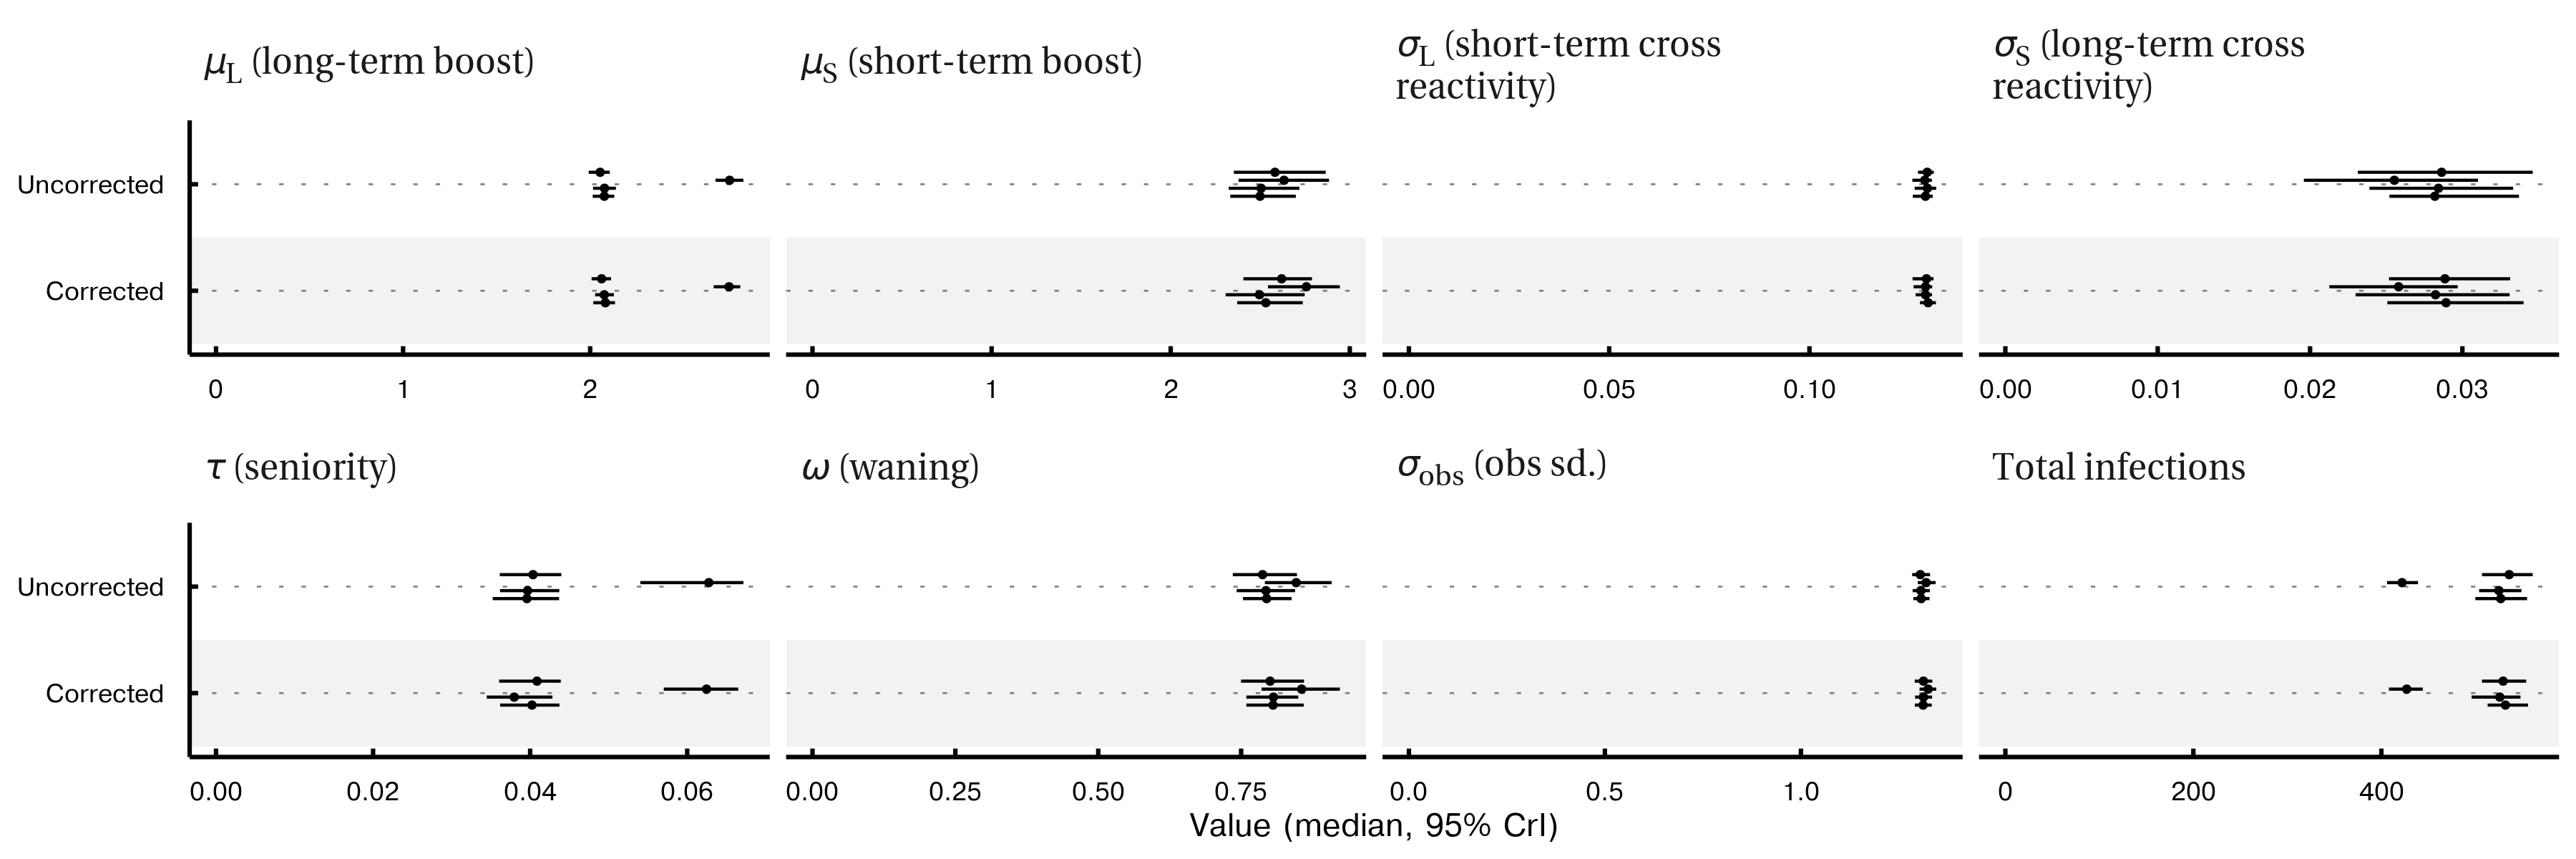 μL (long-term boost)
μS (short-term boost)
σL (short-term cross
reactivity)
σS (long-term cross
reactivity)
Uncorrected
Corrected
0 1 2
0 1 2 3
0.00 0.05 0.10
0.00 0.01 0.02 0.03
τ (seniority)
ω (waning)
σobs (obs sd.)
Total infections
Uncorrected
Corrected
0.00 0.02 0.04 0.06
0.00 0.25 0.50 0.75
0.0 0.5 1.0
0 200 400
Value (median, 95% CrI)